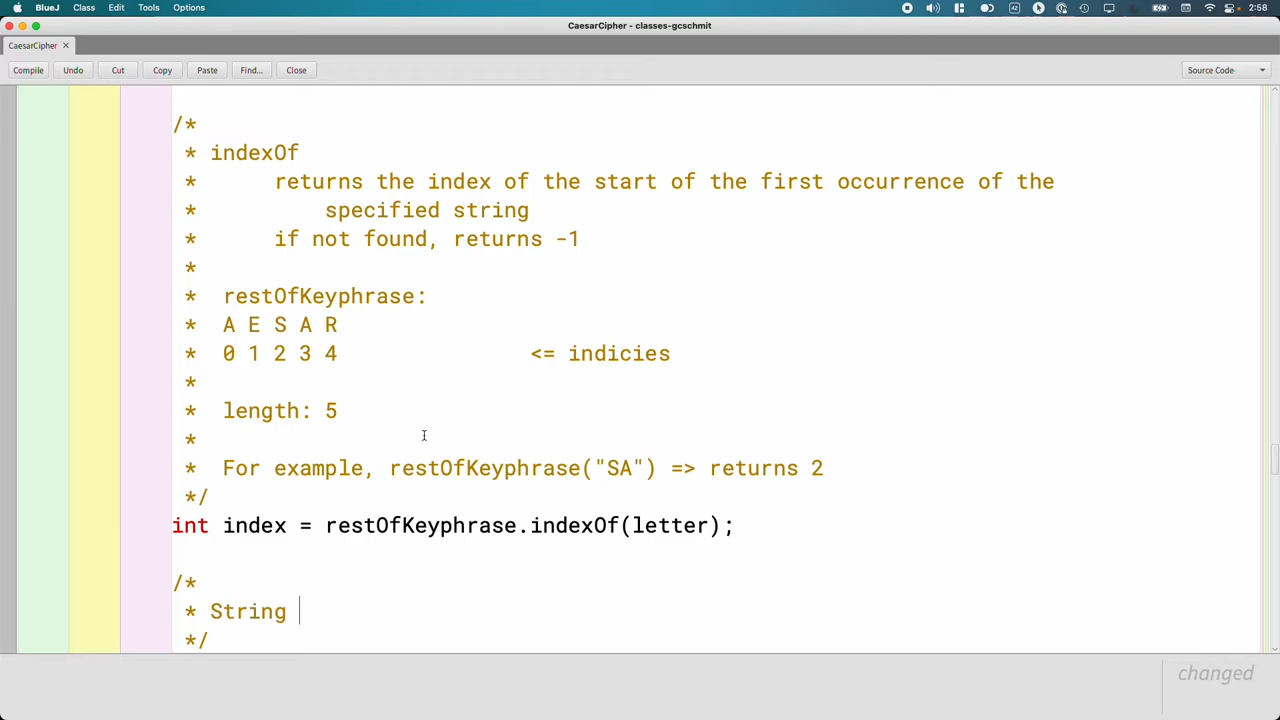 BlueJ Class Edit Tools Options 2:58
CaesarCipher - classes-gcschmit
CaesarCipher ×
Compile Undo Cut Copy Paste Find... Close Source Code
/*
* indexOf
* returns the index of the start of the first occurrence of the
* specified string
* if not found, returns -1
*
* restOfKeyphrase:
* A E S A R
* 0 1 2 3 4 <= indicies
*
* length: 5
*
* For example, restOfKeyphrase("SA") => returns 2
*/
int index = restOfKeyphrase.indexOf(letter);
/*
* String
*/
changed